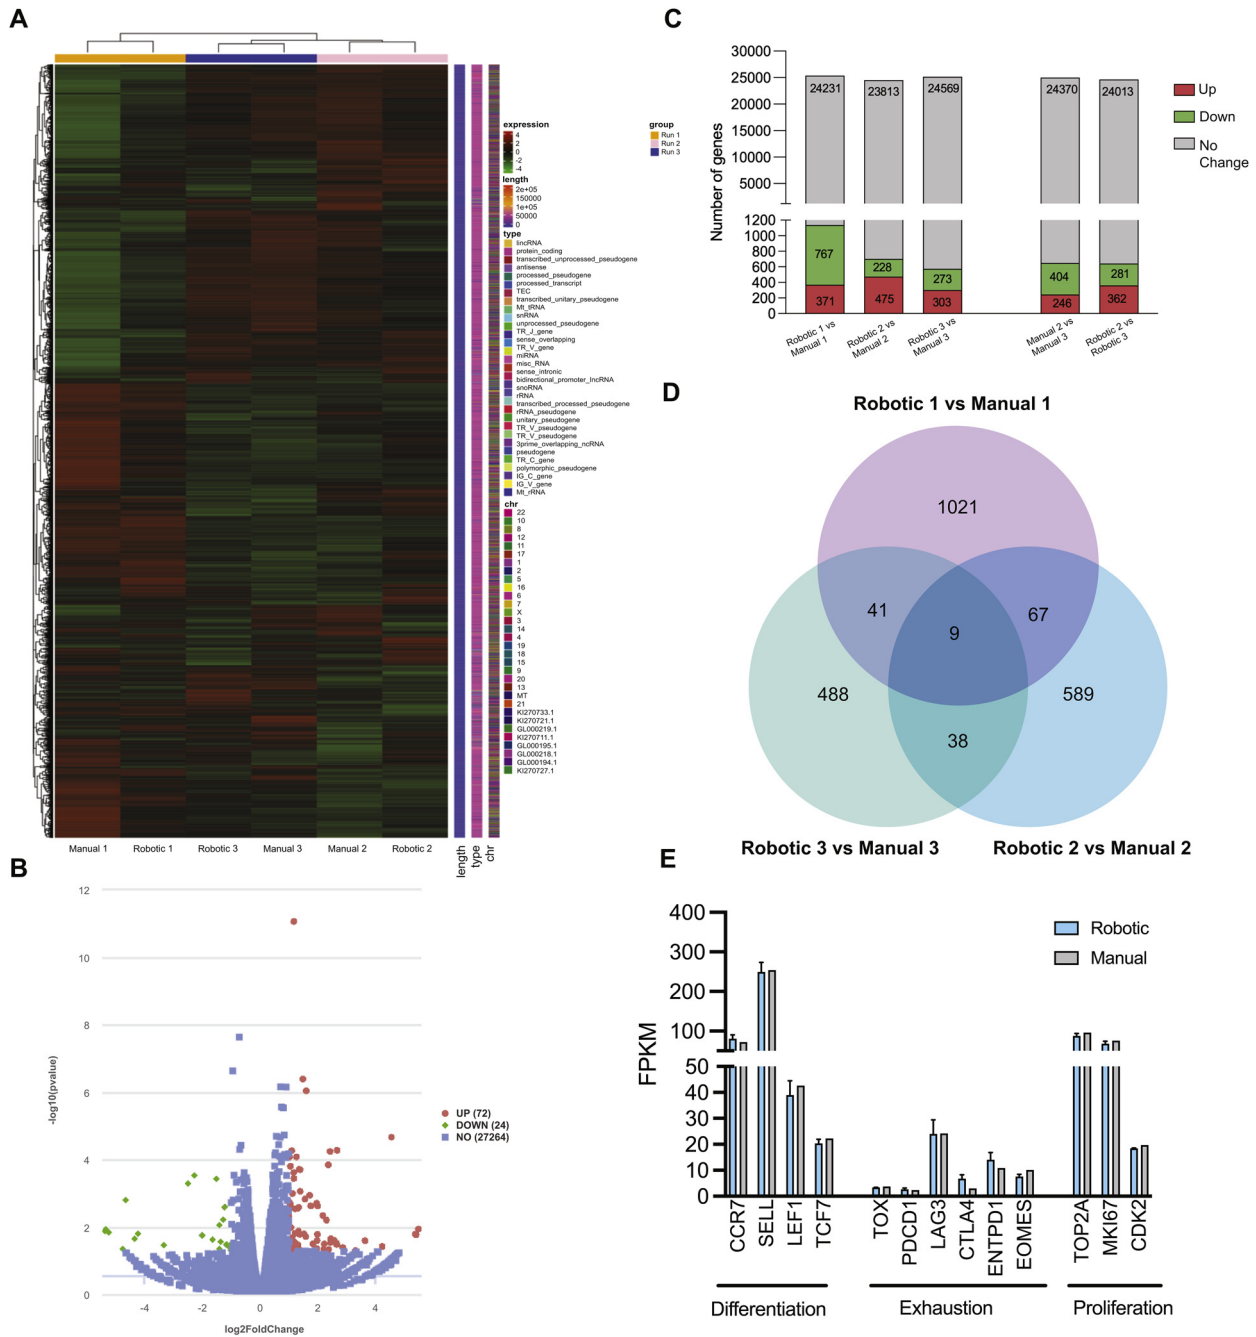 A
Manual 1
Robotic 1
Robotic 3
Manual 3
Manual 2
Robotic 2
length
type
chr
expression
4
2
0
-2
-4
length
2e+05
150000
1e+05
50000
0
type
lincRNA
protein_coding
transcribed_unprocessed_pseudogene
antisense
processed_pseudogene
processed_transcript
TEC
transcribed_unitary_pseudogene
Mt_tRNA
snRNA
unprocessed_pseudogene
TR_J_gene
sense_overlapping
TR_V_gene
miRNA
misc_RNA
sense_intronic
bidirectional_promoter_lncRNA
snoRNA
rRNA
transcribed_processed_pseudogene
rRNA_pseudogene
unitary_pseudogene
TR_V_pseudogene
TR_V_pseudogene
3prime_overlapping_ncRNA
pseudogene
TR_C_gene
polymorphic_pseudogene
IG_C_gene
IG_V_gene
Mt_rRNA
chr
22
10
8
12
11
17
1
2
5
16
6
7
X
3
14
4
19
18
15
9
20
13
MT
21
KI270733.1
KI270721.1
GL000219.1
KI270711.1
GL000195.1
GL000218.1
GL000194.1
KI270727.1
group
Run 1
Run 2
Run 3
B
12
10
8
6
4
2
0
-4
-2
0
2
4
-log10(pvalue)
log2FoldChange
UP (72)
DOWN (24)
NO (27264)
C
30000
25000
20000
15000
10000
5000
1200
1000
800
600
400
200
0
Number of genes
24231
23813
24569
24370
24013
767
228
273
404
281
371
475
303
246
362
Robotic 1 vs
Manual 1
Robotic 2 vs
Manual 2
Robotic 3 vs
Manual 3
Manual 2 vs
Manual 3
Robotic 2 vs
Robotic 3
Up
Down
No
Change
D
Robotic 1 vs Manual 1
1021
41
67
9
488
589
38
Robotic 3 vs Manual 3
Robotic 2 vs Manual 2
E
400
300
200
100
50
40
30
20
10
0
FPKM
Robotic
Manual
CCR7
SELL
LEF1
TCF7
TOX
PDCD1
LAG3
CTLA4
ENTPD1
EOMES
TOP2A
MKI67
CDK2
Differentiation
Exhaustion
Proliferation